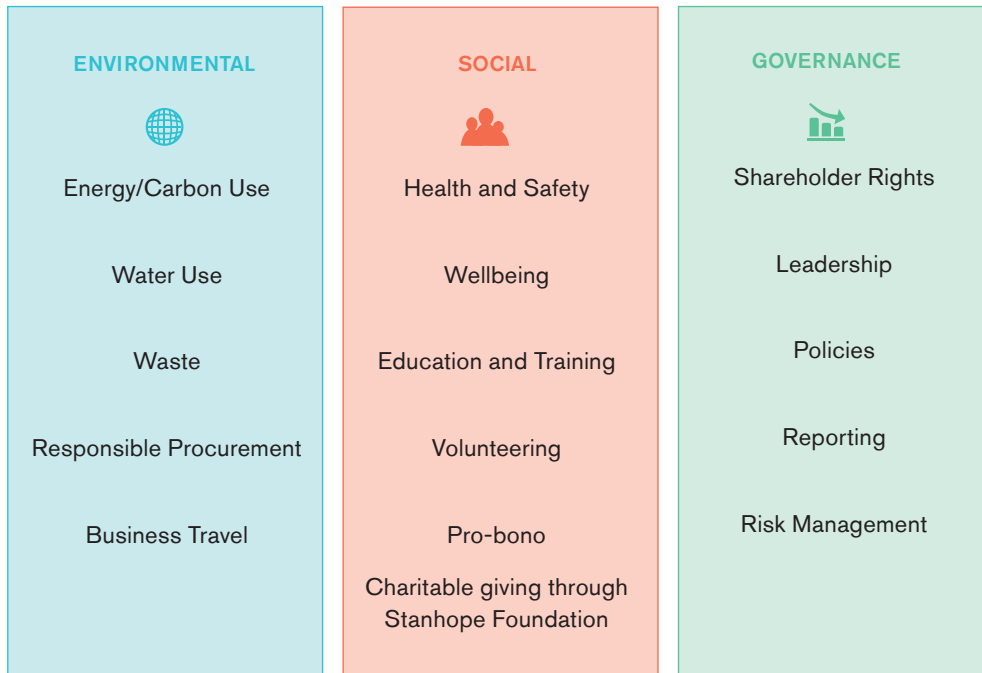 ENVIRONMENTAL
Energy/Carbon Use
Water Use
Waste
Responsible Procurement
Business Travel
SOCIAL
Health and Safety
Wellbeing
Education and Training
Volunteering
Pro-bono
Charitable giving through
Stanhope Foundation
GOVERNANCE
Shareholder Rights
Leadership
Policies
Reporting
Risk Management